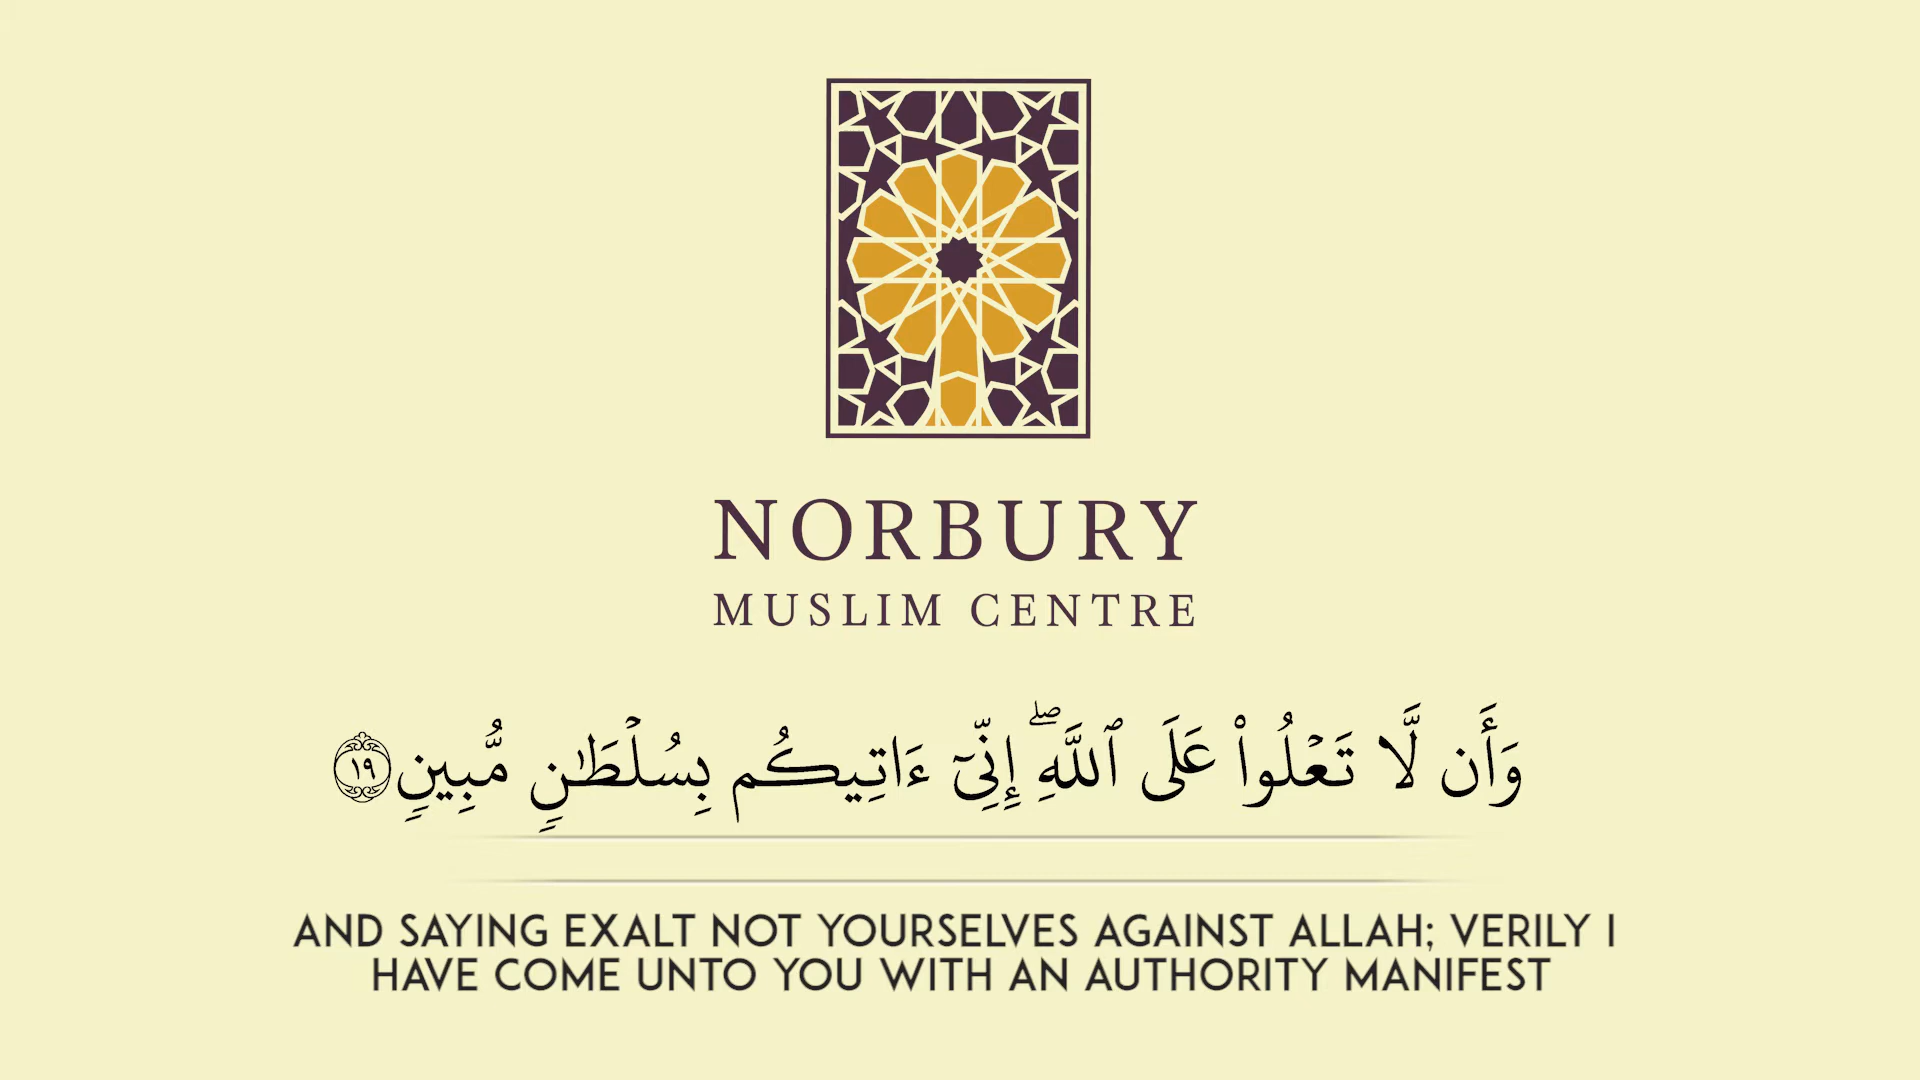 NORBURY
MUSLIM CENTRE
وَأَن لَّا تَعْلُوا۟ عَلَى ٱللَّهِ ۖ إِنِّىٓ ءَاتِيكُم بِسُلْطَـٰنٍ مُّبِينٍ ١٩
AND SAYING EXALT NOT YOURSELVES AGAINST ALLAH; VERILY I
HAVE COME UNTO YOU WITH AN AUTHORITY MANIFEST